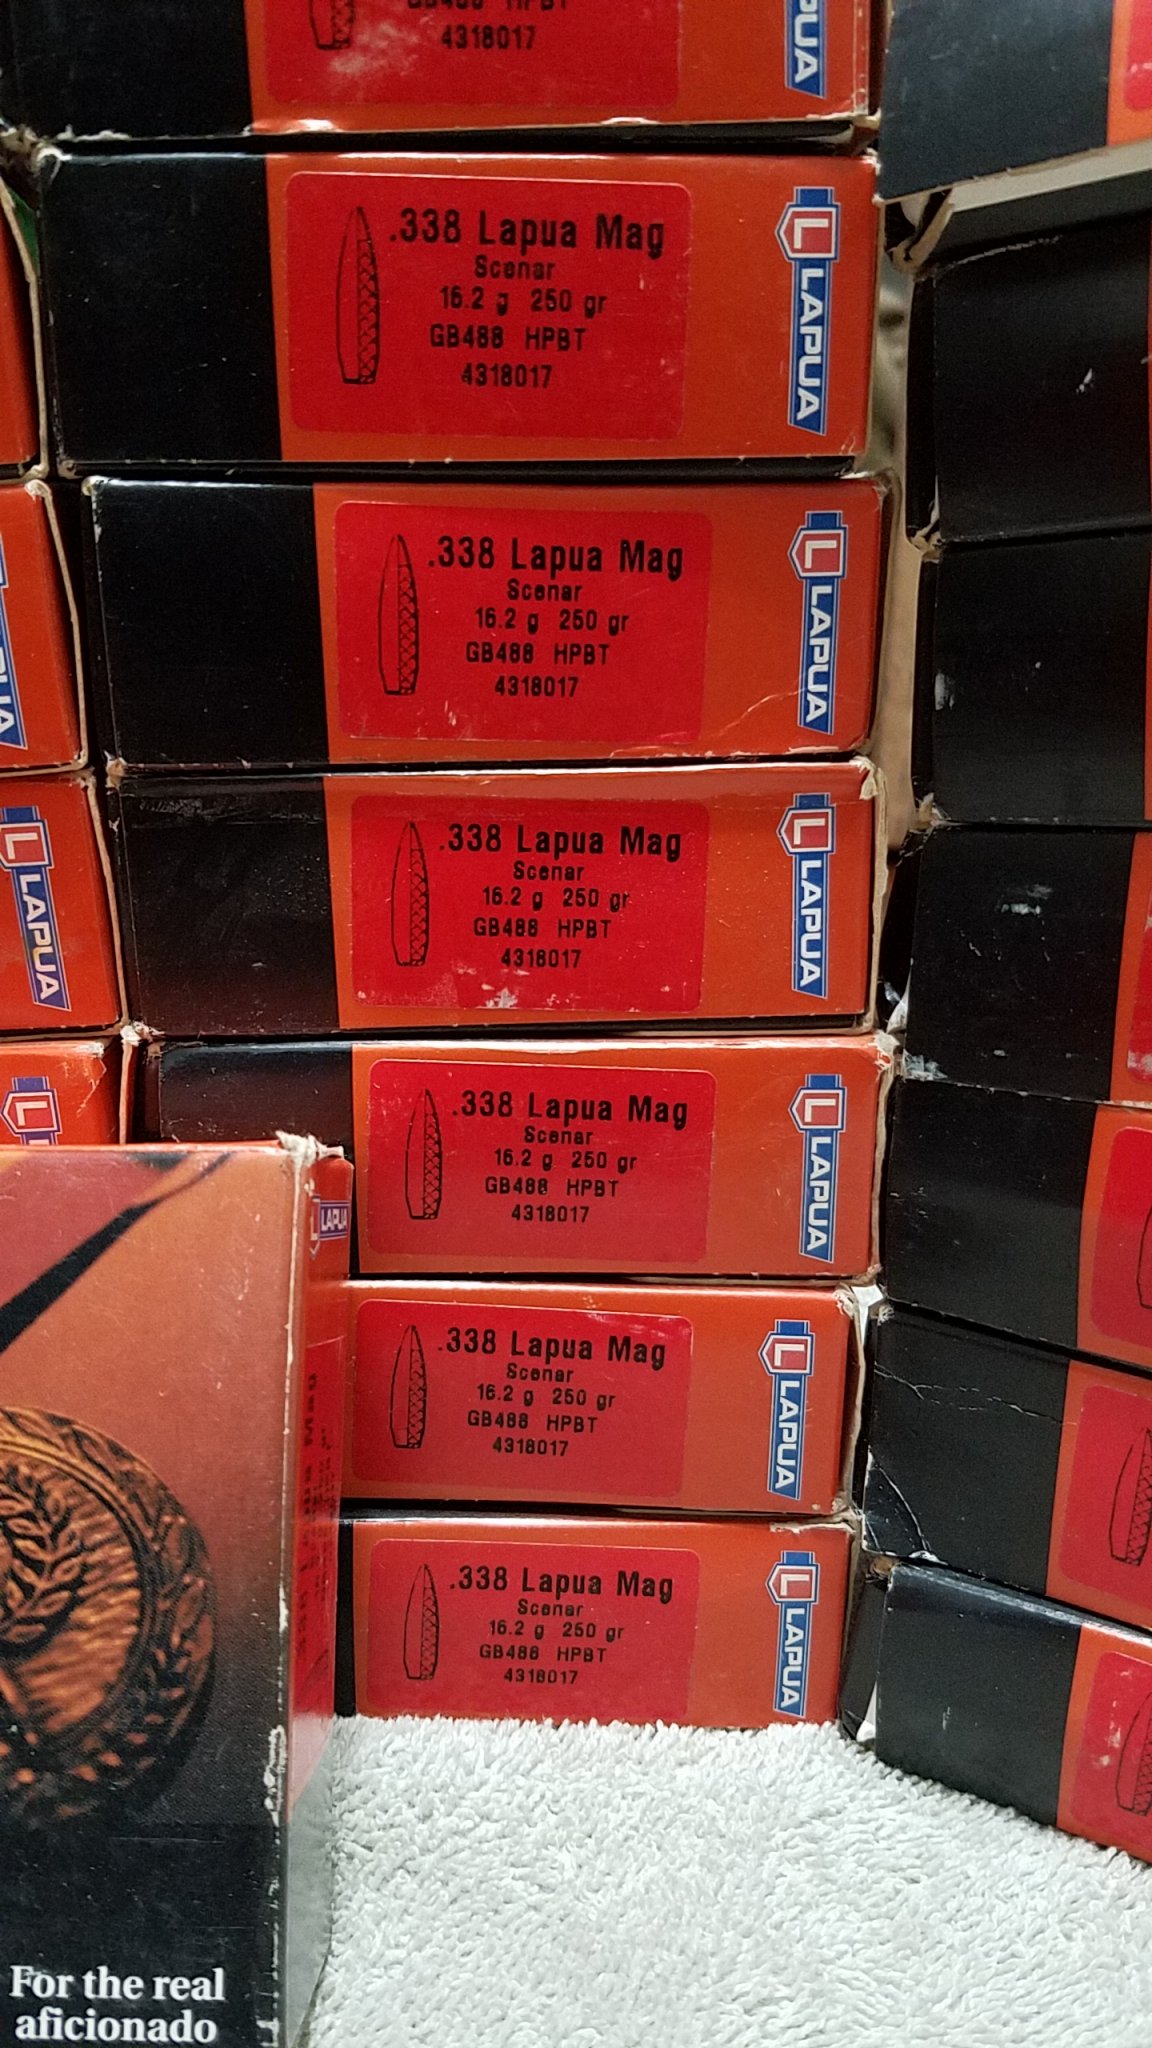 4318017
LAPUA
.338 Lapua Mag
Scenar
16.2 g 250 gr
GB488 HPBT
4318017
L LAPUA
.338 Lapua Mag
Scenar
16.2 g 250 gr
GB488 HPBT
4318017
L LAPUA
.338 Lapua Mag
Scenar
16.2 g 250 gr
GB488 HPBT
4318017
L LAPUA
.338 Lapua Mag
Scenar
16.2 g 250 gr
GB488 HPBT
4318017
L LAPUA
.338 Lapua Mag
Scenar
16.2 g 250 gr
GB488 HPBT
4318017
L LAPUA
.338 Lapua Mag
Scenar
16.2 g 250 gr
GB488 HPBT
4318017
L LAPUA
L LAPUA
L
LAPUA
For the real
aficionado